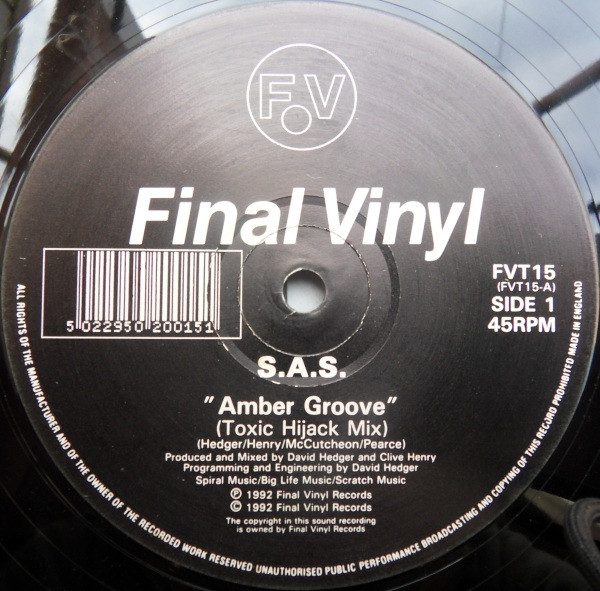 FV
Final Vinyl
FVT15
(FVT15-A)
SIDE 1
45RPM
5 022950 200151
S.A.S.
"Amber Groove"
(Toxic Hijack Mix)
(Hedger/Henry/McCutcheon/Pearce)
Produced and Mixed by David Hedger and Clive Henry
Programming and Engineering by David Hedger
Spiral Music/Big Life Music/Scratch Music
Ⓟ 1992 Final Vinyl Records
© 1992 Final Vinyl Records
The copyright in this sound recording
is owned by Final Vinyl Records
ALL RIGHTS OF THE MANUFACTURER AND OF THE OWNER OF THE RECORDED WORK RESERVED UNAUTHORISED PUBLIC PERFORMANCE BROADCASTING AND COPYING OF THIS RECORD PROHIBITED MADE IN ENGLAND